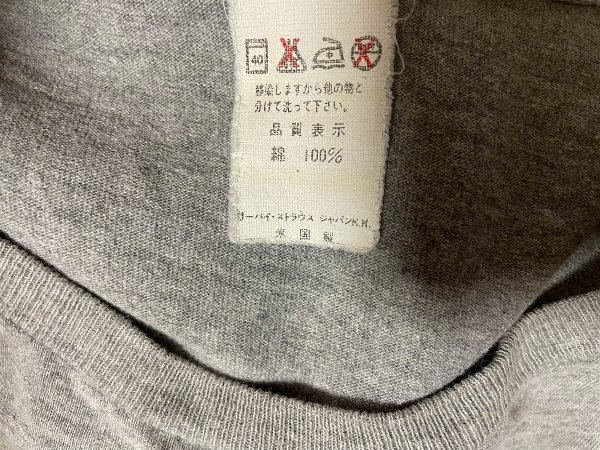 40
移染しますから他の物と
分けて洗って下さい。
品質表示
綿 100%
リーバイ・ストラウス ジャパンK.K.
米国製